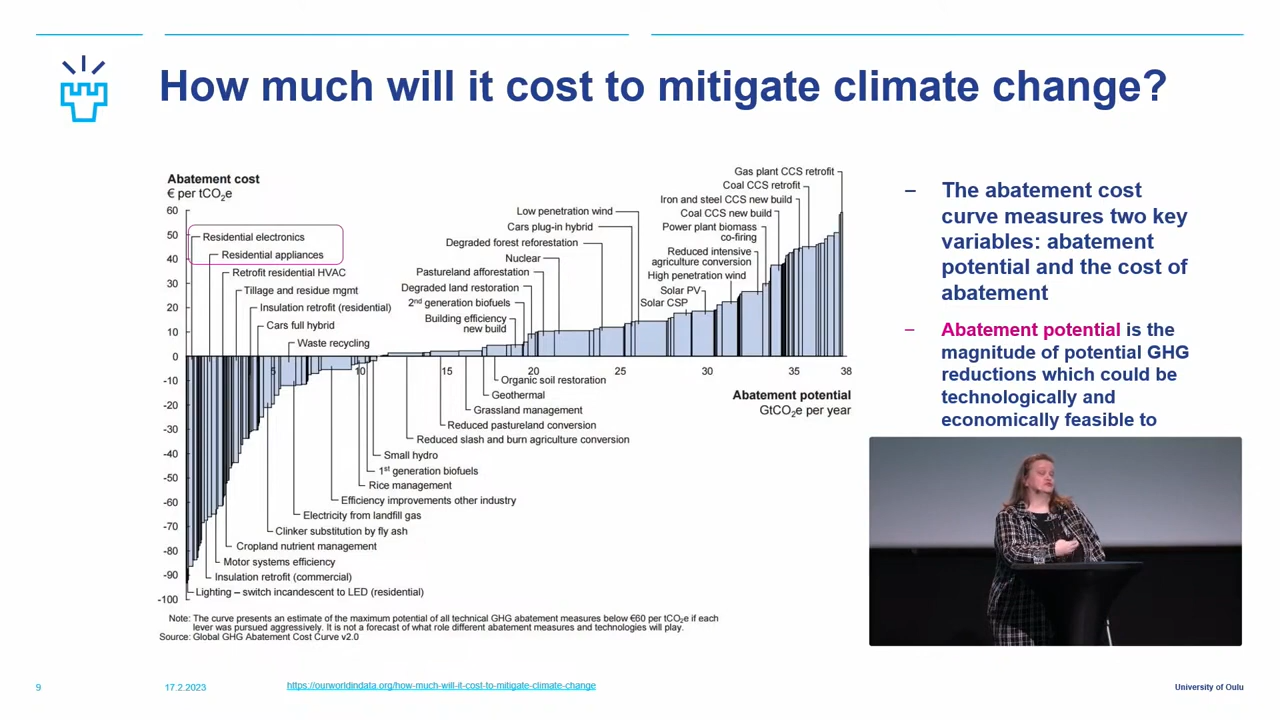 How much will it cost to mitigate climate change?
Abatement cost
€ per tCO2e
60
50
40
30
20
10
0
-10
-20
-30
-40
-50
-60
-70
-80
-90
-100
Residential electronics
Residential appliances
Retrofit residential HVAC
Tillage and residue mgmt
Insulation retrofit (residential)
Cars full hybrid
Waste recycling
Low penetration wind
Cars plug-in hybrid
Degraded forest reforestation
Nuclear
Pastureland afforestation
Degraded land restoration
2nd generation biofuels
Building efficiency
new build
Gas plant CCS retrofit
Coal CCS retrofit
Iron and steel CCS new build
Coal CCS new build
Power plant biomass
co-firing
Reduced intensive
agriculture conversion
High penetration wind
Solar PV
Solar CSP
5
10
15
20
25
30
35
38
Abatement potential
GtCO2e per year
Organic soil restoration
Geothermal
Grassland management
Reduced pastureland conversion
Reduced slash and burn agriculture conversion
Small hydro
1st generation biofuels
Rice management
Efficiency improvements other industry
Electricity from landfill gas
Clinker substitution by fly ash
Cropland nutrient management
Motor systems efficiency
Insulation retrofit (commercial)
Lighting – switch incandescent to LED (residential)
Note: The curve presents an estimate of the maximum potential of all technical GHG abatement measures below €60 per tCO2e if each
lever was pursued aggressively. It is not a forecast of what role different abatement measures and technologies will play.
Source: Global GHG Abatement Cost Curve v2.0
– The abatement cost
curve measures two key
variables: abatement
potential and the cost of
abatement
– Abatement potential is the
magnitude of potential GHG
reductions which could be
technologically and
economically feasible to
9
17.2.2023
https://ourworldindata.org/how-much-will-it-cost-to-mitigate-climate-change
University of Oulu